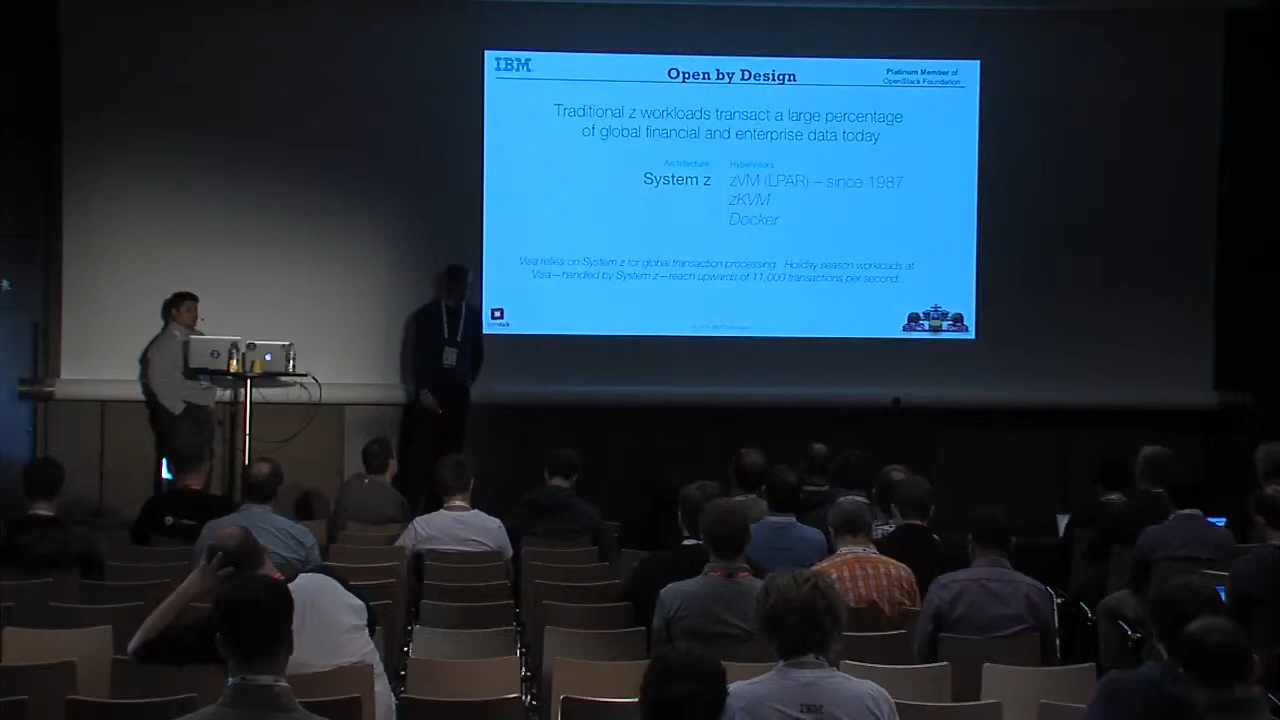 IBM
Open by Design
Platinum Member of
OpenStack Foundation
Traditional z workloads transact a large percentage
of global financial and enterprise data today
Architecture
Hypervisors
System z
zVM (LPAR) – since 1987
zKVM
Docker
Visa relies on System z for global transaction processing. Holiday season workloads at
Visa—handled by System z—reach upwards of 11,000 transactions per second.
openstack
IBM